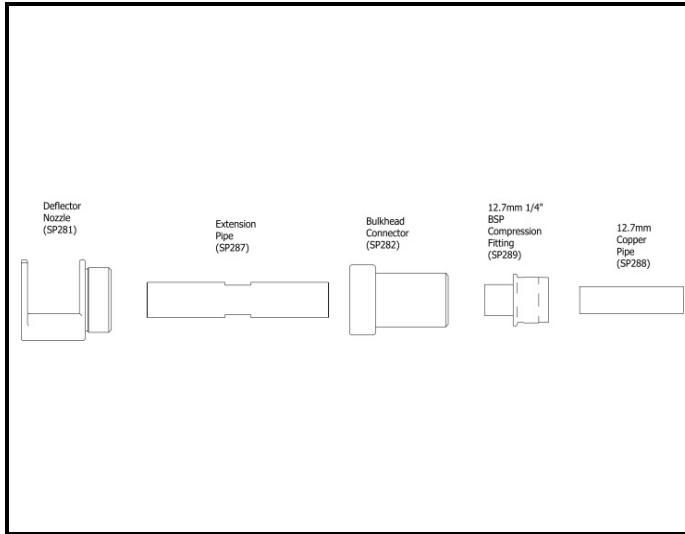 Deflector
Nozzle
(SP281)
Extension
Pipe
(SP287)
Bulkhead
Connector
(SP282)
12.7mm 1/4"
BSP
Compression
Fitting
(SP289)
12.7mm
Copper
Pipe
(SP288)